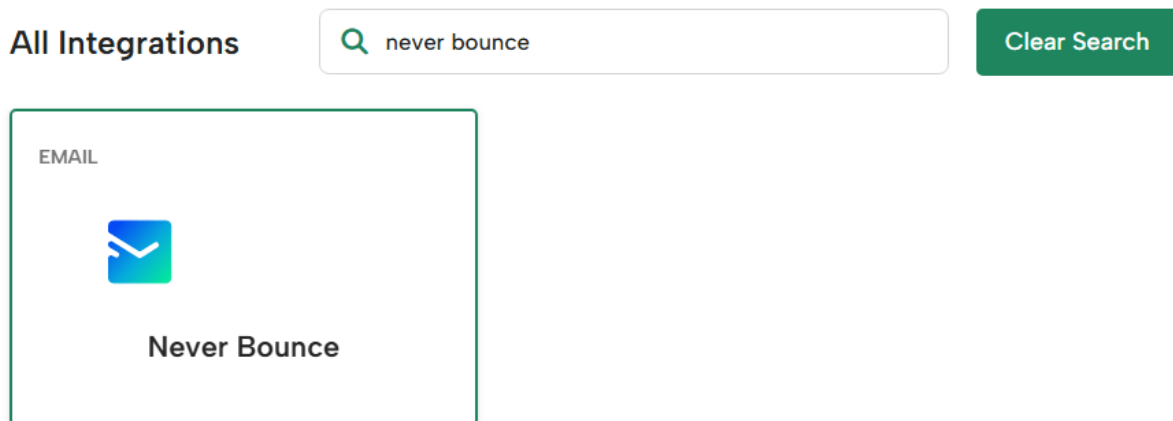 All Integrations
never bounce
Clear Search
EMAIL
Never Bounce